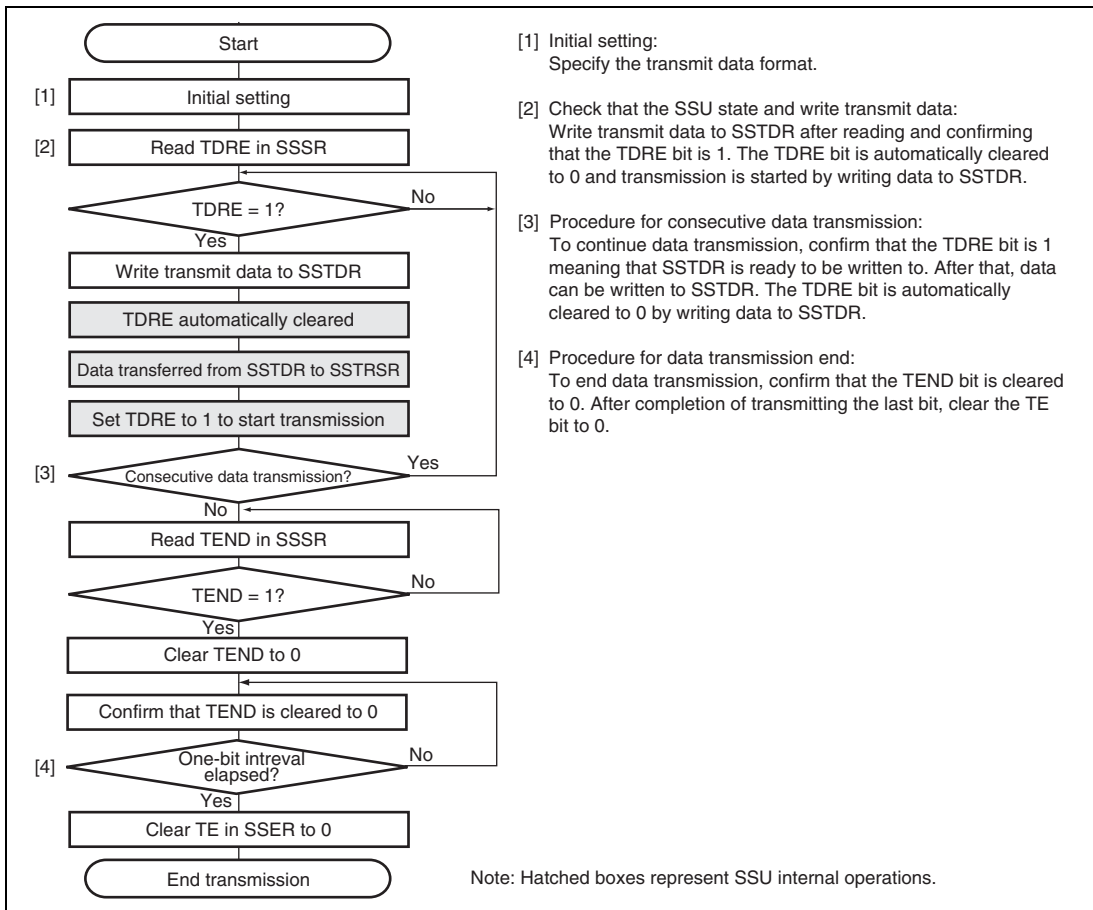 Start
[1] Initial setting
[2] Read TDRE in SSSR
TDRE = 1?
No
Yes
Write transmit data to SSTDR
TDRE automatically cleared
Data transferred from SSTDR to SSTRSR
Set TDRE to 1 to start transmission
[3] Consecutive data transmission?
Yes
No
Read TEND in SSSR
TEND = 1?
No
Yes
Clear TEND to 0
Confirm that TEND is cleared to 0
[4] One-bit intreval
elapsed?
No
Yes
Clear TE in SSER to 0
End transmission
[1] Initial setting:
Specify the transmit data format.
[2] Check that the SSU state and write transmit data:
Write transmit data to SSTDR after reading and confirming
that the TDRE bit is 1. The TDRE bit is automatically cleared
to 0 and transmission is started by writing data to SSTDR.
[3] Procedure for consecutive data transmission:
To continue data transmission, confirm that the TDRE bit is 1
meaning that SSTDR is ready to be written to. After that, data
can be written to SSTDR. The TDRE bit is automatically
cleared to 0 by writing data to SSTDR.
[4] Procedure for data transmission end:
To end data transmission, confirm that the TEND bit is cleared
to 0. After completion of transmitting the last bit, clear the TE
bit to 0.
Note: Hatched boxes represent SSU internal operations.